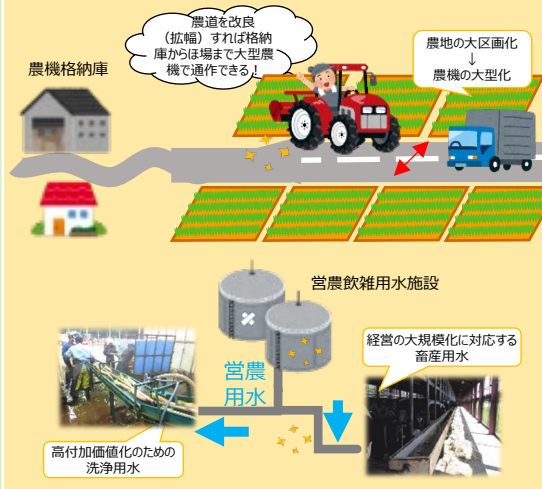 農道を改良
（拡幅）すれば格納
庫からほ場まで大型農
機で通作できる！
農機格納庫
農地の大区画化
↓
農機の大型化
営農飲雑用水施設
営農
用水
経営の大規模化に対応する
畜産用水
高付加価値化のための
洗浄用水